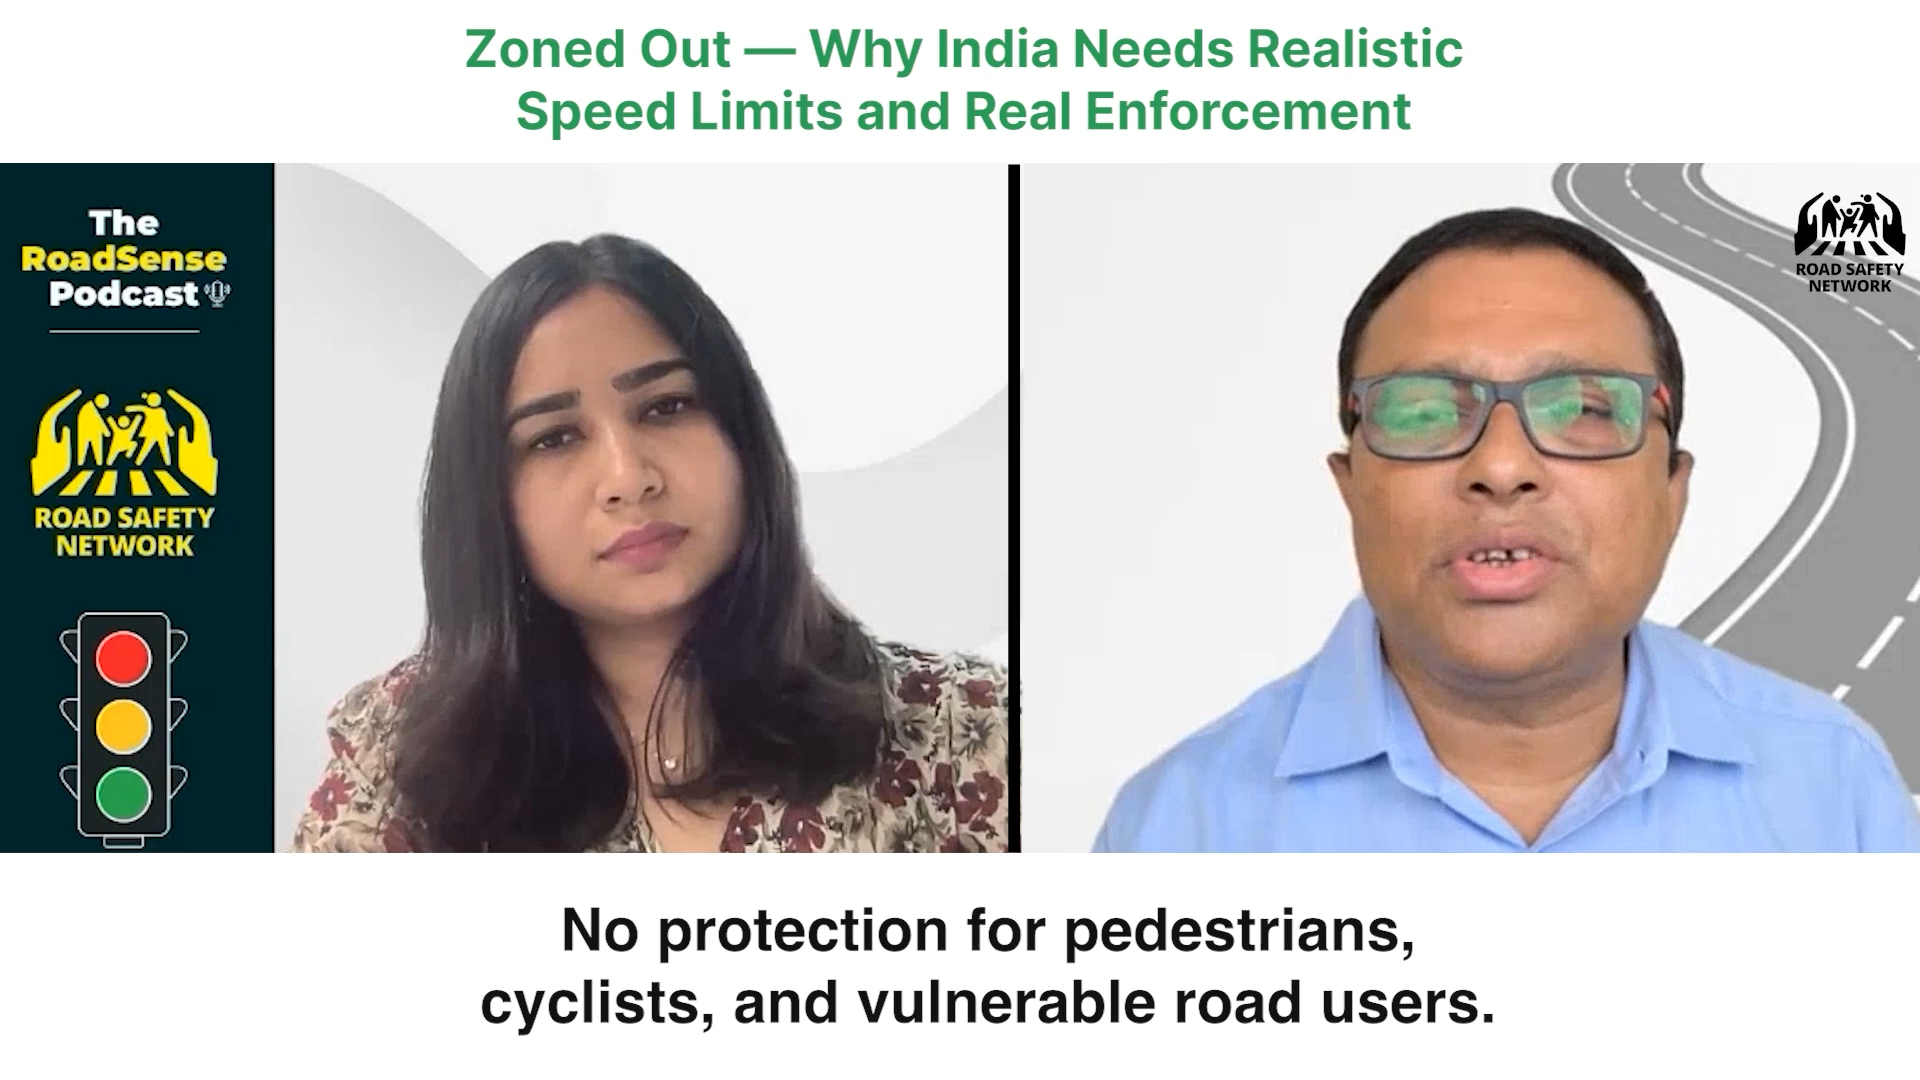 Zoned Out — Why India Needs Realistic
Speed Limits and Real Enforcement
The
RoadSense
Podcast
ROAD SAFETY
NETWORK
ROAD SAFETY
NETWORK
No protection for pedestrians,
cyclists, and vulnerable road users.